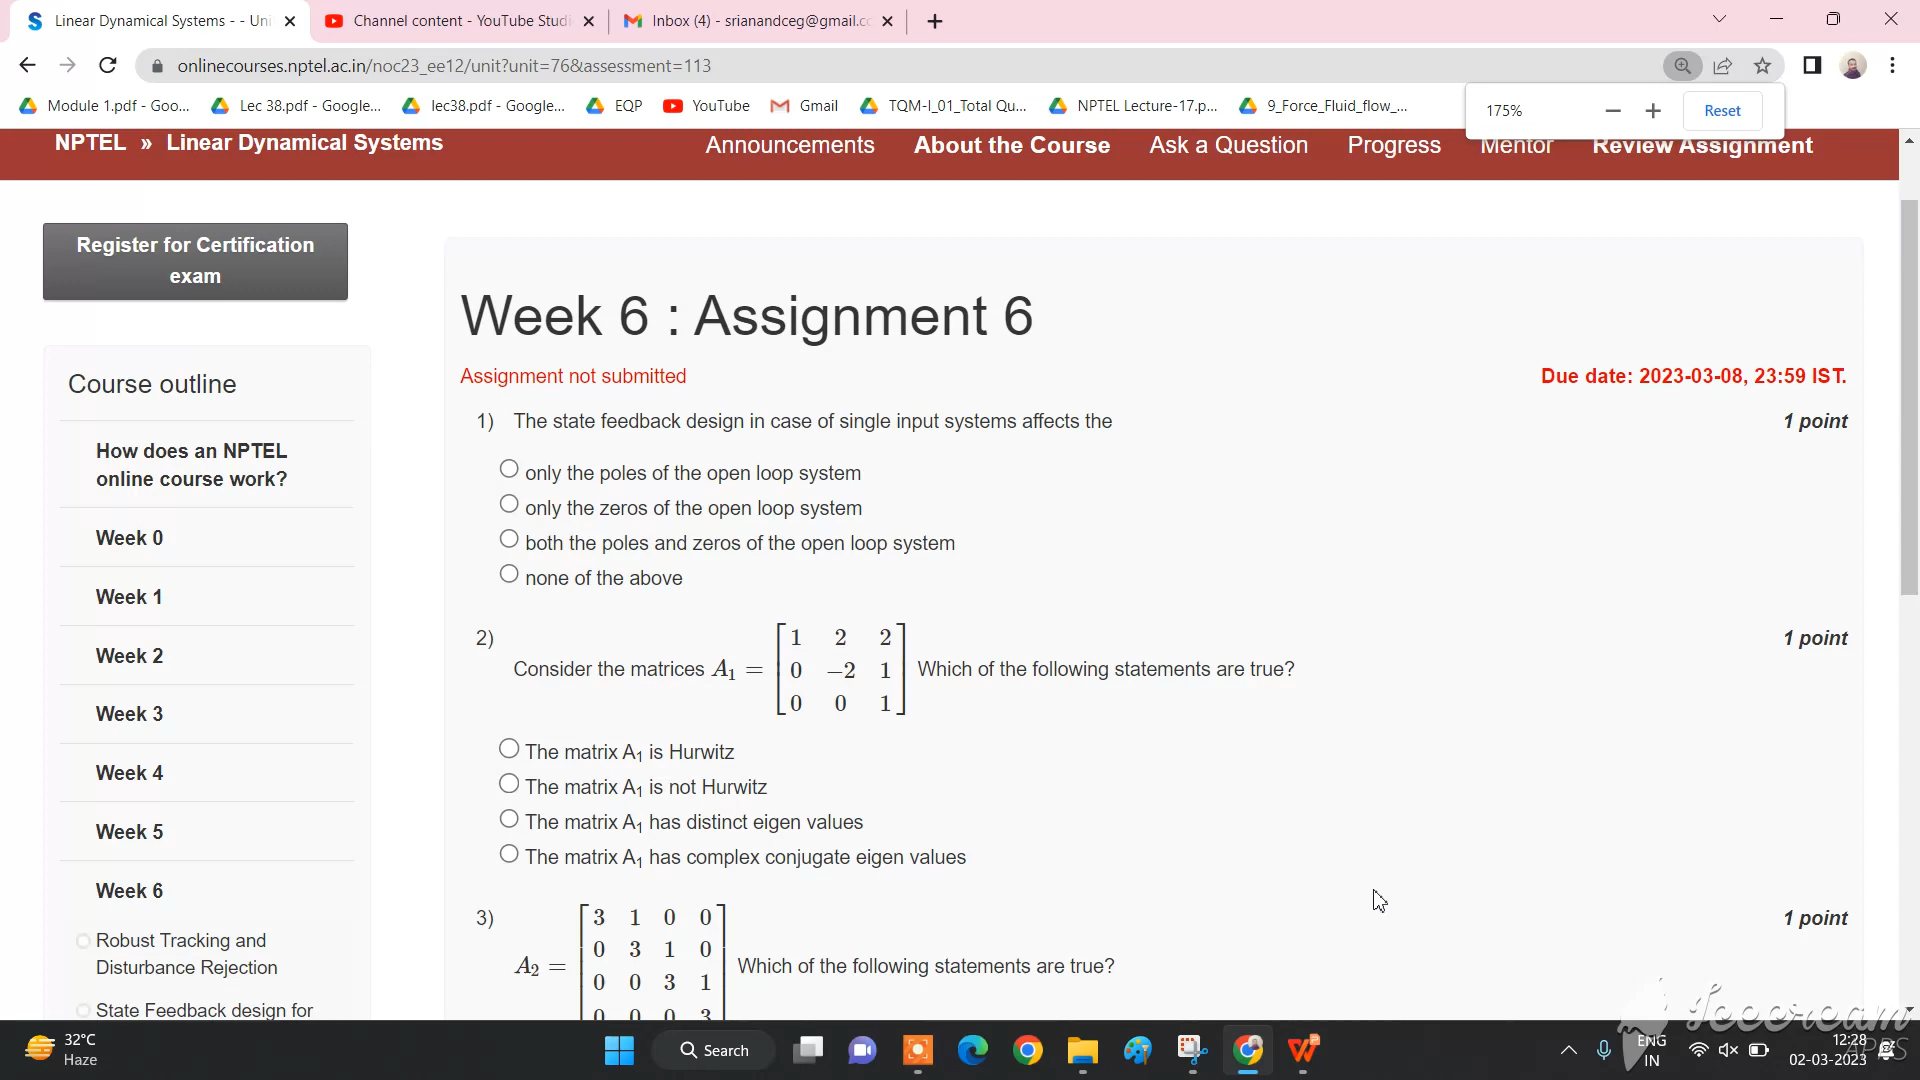 Linear Dynamical Systems - - Uni
Channel content - YouTube Studi
Inbox (4) - srianandceg@gmail.cc
onlinecourses.nptel.ac.in/noc23_ee12/unit?unit=76&assessment=113
Module 1.pdf - Goo...
Lec 38.pdf - Google...
lec38.pdf - Google...
EQP
YouTube
Gmail
TQM-I_01_Total Qu...
NPTEL Lecture-17.p...
9_Force_Fluid_flow_...
175%
Reset
NPTEL » Linear Dynamical Systems
Announcements
About the Course
Ask a Question
Progress
Mentor
Review Assignment
Register for Certification
exam
Course outline
How does an NPTEL
online course work?
Week 0
Week 1
Week 2
Week 3
Week 4
Week 5
Week 6
Robust Tracking and
Disturbance Rejection
State Feedback design for
Week 6 : Assignment 6
Assignment not submitted
Due date: 2023-03-08, 23:59 IST.
1) The state feedback design in case of single input systems affects the
1 point
only the poles of the open loop system
only the zeros of the open loop system
both the poles and zeros of the open loop system
none of the above
2)
1 point
Consider the matrices A₁ = [1 2 2
0 −2 1
0 0 1] Which of the following statements are true?
The matrix A₁ is Hurwitz
The matrix A₁ is not Hurwitz
The matrix A₁ has distinct eigen values
The matrix A₁ has complex conjugate eigen values
3)
1 point
A₂ = [3 1 0 0
0 3 1 0
0 0 3 1
0 0 0 3 Which of the following statements are true?
Icecream
APPS
32°C
Haze
Search
ENG
IN
12:28
02-03-2023